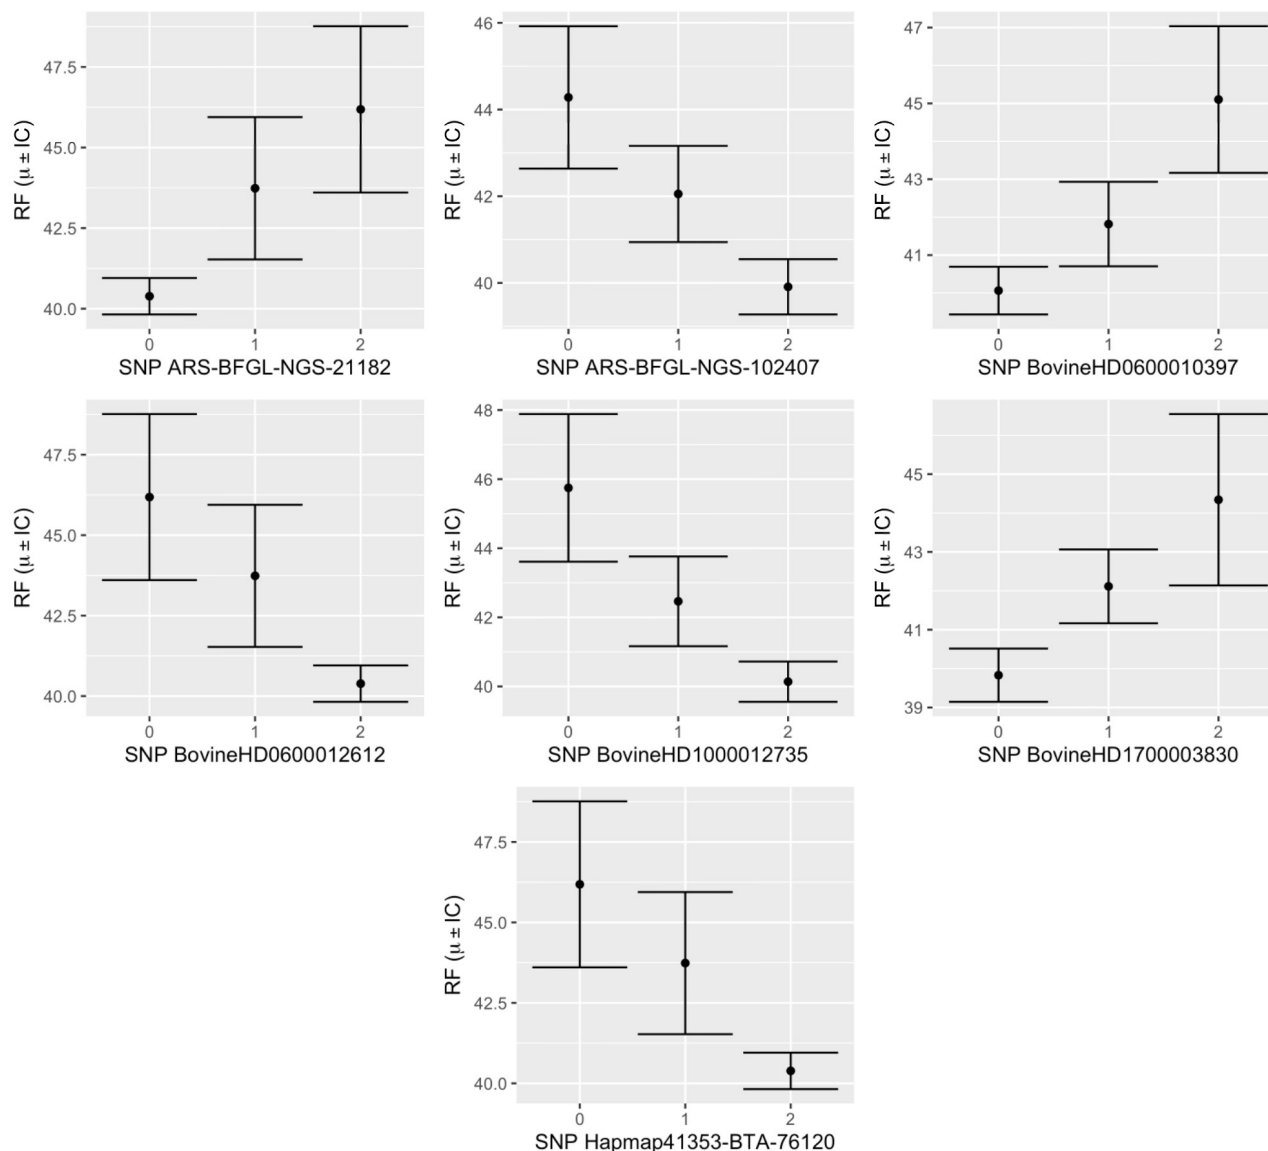 47.5
45.0
42.5
40.0
RF (μ ± IC)
0 1 2
SNP ARS-BFGL-NGS-21182
46
44
42
40
RF (μ ± IC)
0 1 2
SNP ARS-BFGL-NGS-102407
47
45
43
41
RF (μ ± IC)
0 1 2
SNP BovineHD0600010397
47.5
45.0
42.5
40.0
RF (μ ± IC)
0 1 2
SNP BovineHD0600012612
48
46
44
42
40
RF (μ ± IC)
0 1 2
SNP BovineHD1000012735
45
43
41
39
RF (μ ± IC)
0 1 2
SNP BovineHD1700003830
47.5
45.0
42.5
40.0
RF (μ ± IC)
0 1 2
SNP Hapmap41353-BTA-76120